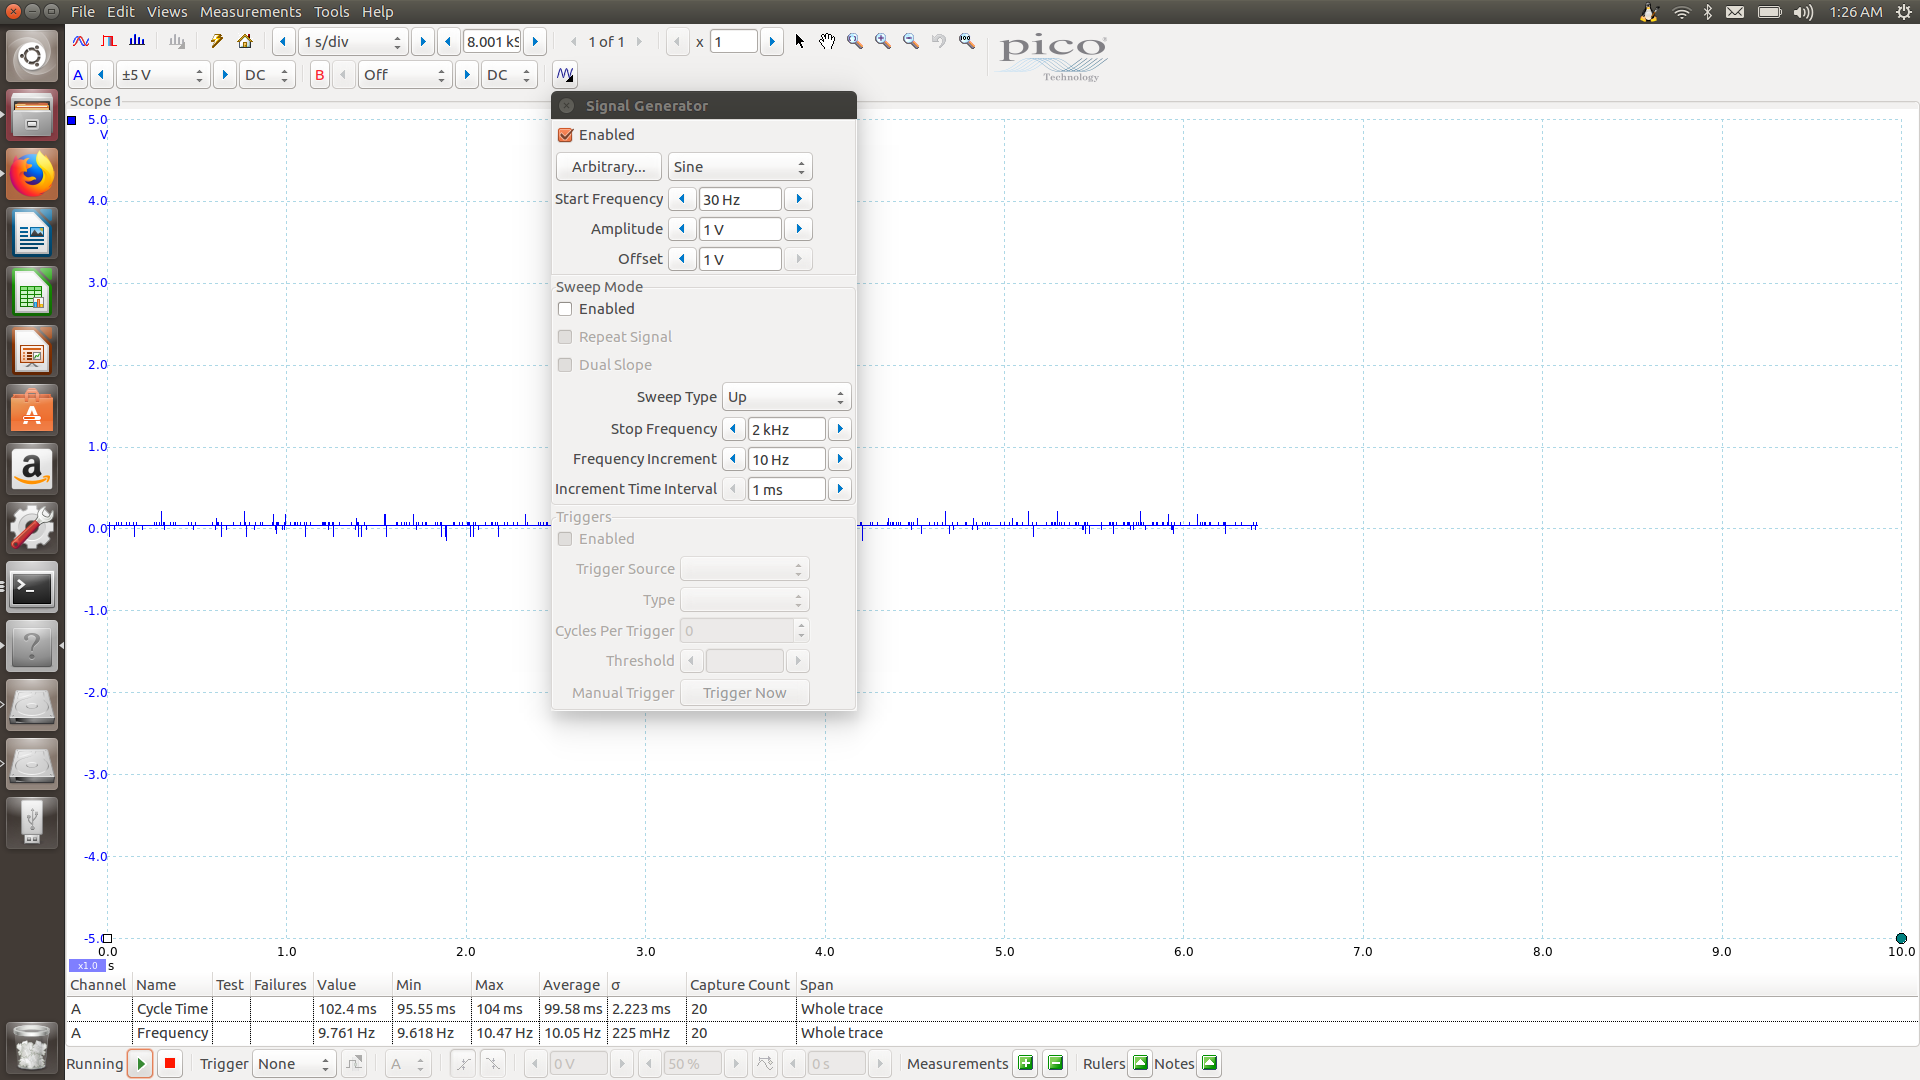 File Edit Views Measurements Tools Help 1:26 AM
1 s/div 8.001 kS 1 of 1 x 1
pico
Technology
A ±5 V DC B Off DC
Scope 1
Signal Generator
Enabled
Arbitrary... Sine
Start Frequency 30 Hz
Amplitude 1 V
Offset 1 V
Sweep Mode
Enabled
Repeat Signal
Dual Slope
Sweep Type Up
Stop Frequency 2 kHz
Frequency Increment 10 Hz
Increment Time Interval 1 ms
Triggers
Enabled
Trigger Source
Type
Cycles Per Trigger 0
Threshold
Manual Trigger Trigger Now
5.0
V
4.0
3.0
2.0
1.0
0.0
-1.0
-2.0
-3.0
-4.0
-5.0
0.0 1.0 2.0 3.0 4.0 5.0 6.0 7.0 8.0 9.0 10.0
x1.0 s
Channel Name Test Failures Value Min Max Average σ Capture Count Span
A Cycle Time 102.4 ms 95.55 ms 104 ms 99.58 ms 2.223 ms 20 Whole trace
A Frequency 9.761 Hz 9.618 Hz 10.47 Hz 10.05 Hz 225 mHz 20 Whole trace
Running Trigger None A 0 V 50 % 0 s Measurements Rulers Notes